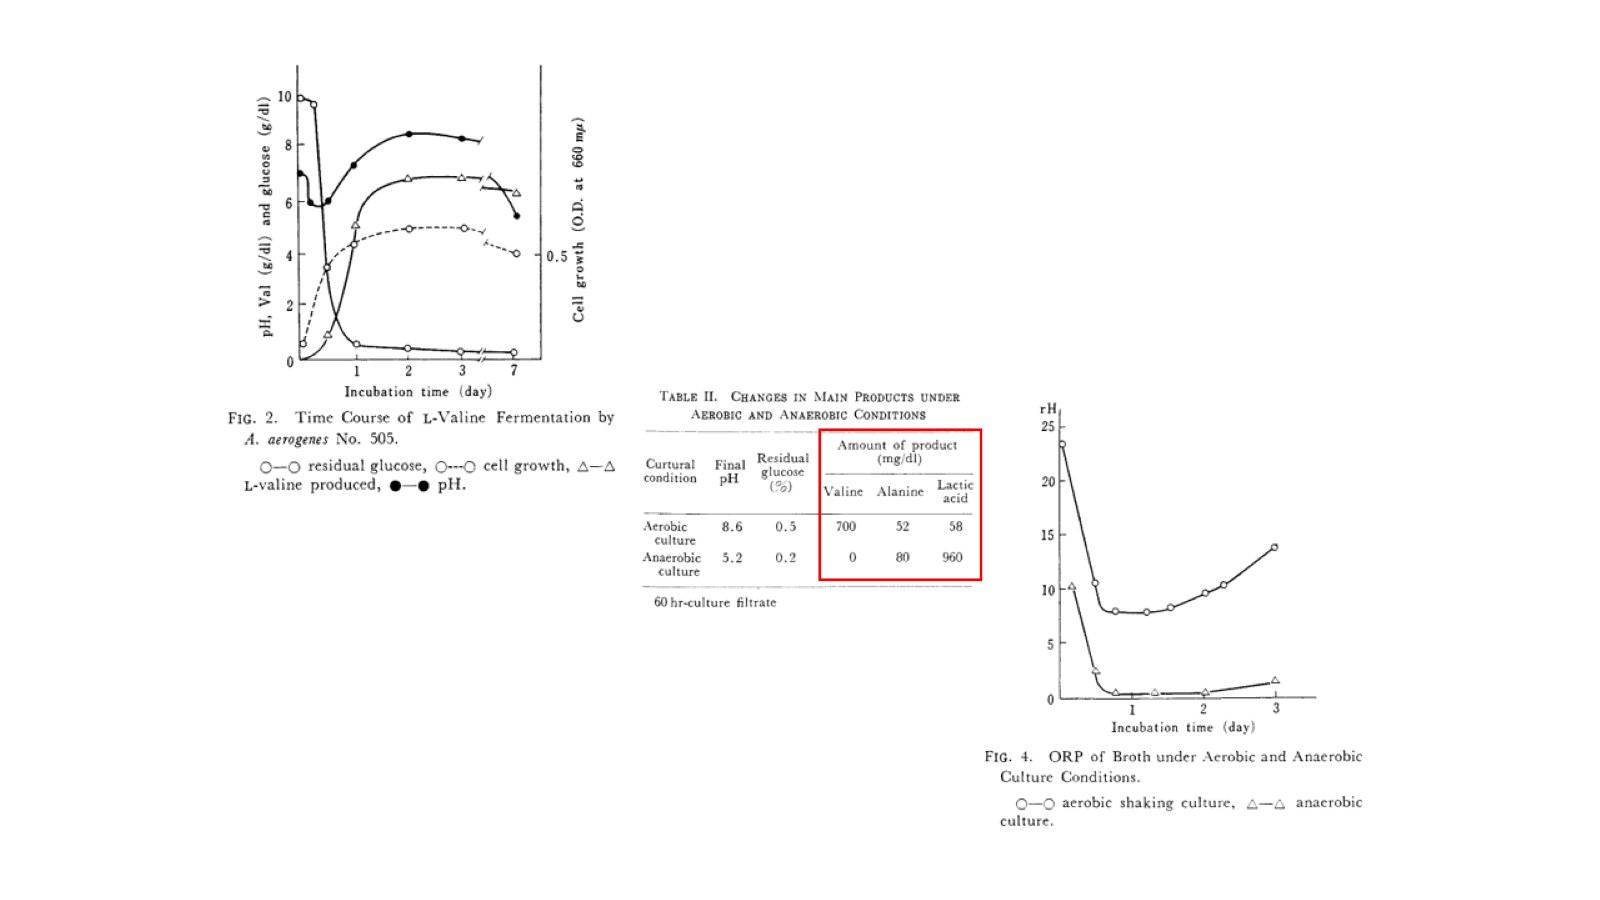 pH, Val (g/dl) and glucose (g/dl)
10
8
6
4
2
0
0.5
Cell growth (O.D. at 660 mμ)
1 2 3 7
Incubation time (day)
FIG. 2. Time Course of L-Valine Fermentation by
A. aerogenes No. 505.
○—○ residual glucose, ○---○ cell growth, △—△
L-valine produced, ●—● pH.
TABLE II. CHANGES IN MAIN PRODUCTS UNDER
AEROBIC AND ANAEROBIC CONDITIONS
Curtural
condition
Final
pH
Residual
glucose
(%)
Amount of product
(mg/dl)
Valine Alanine Lactic
acid
Aerobic 8.6 0.5 700 52 58
culture
Anaerobic 5.2 0.2 0 80 960
culture
60 hr-culture filtrate
rH
25
20
15
10
5
0
1 2 3
Incubation time (day)
FIG. 4. ORP of Broth under Aerobic and Anaerobic
Culture Conditions.
○—○ aerobic shaking culture, △—△ anaerobic
culture.